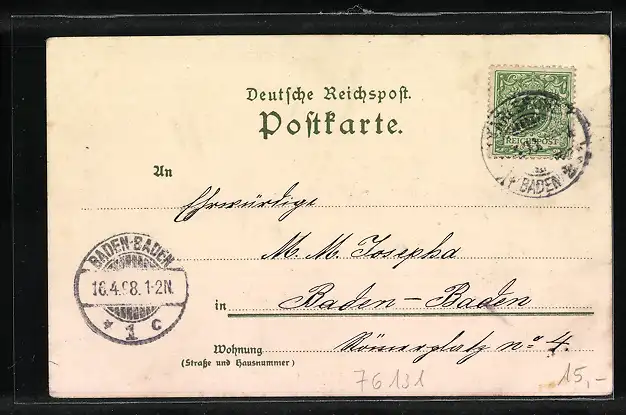 Deutsche Reichspost.
Postkarte.
REICHSPOST
BADEN
An
Ehrwürdige
M. M. Josepha
BADEN-BADEN
16.4.98.1-2N.
* 1 c
in Baden-Baden
Wohnung Römerplatz no 4.
(Straße und Hausnummer)
76131
15,-